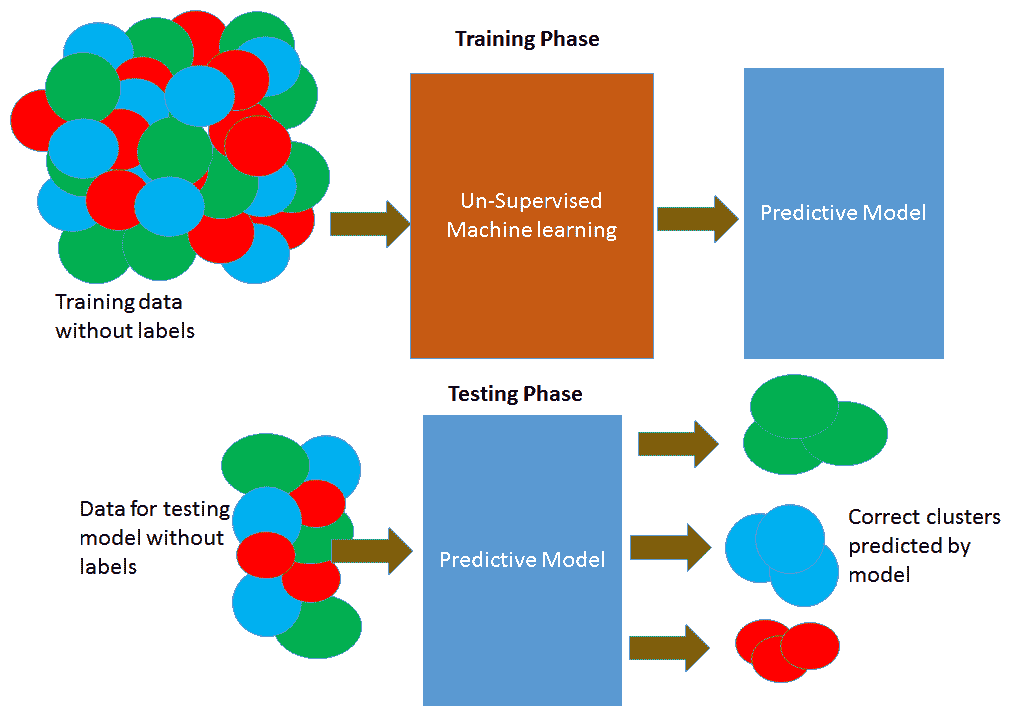 Training Phase
Un-Supervised
Machine learning
Predictive Model
Training data
without labels
Testing Phase
Data for testing
model without
labels
Predictive Model
Correct clusters
predicted by
model